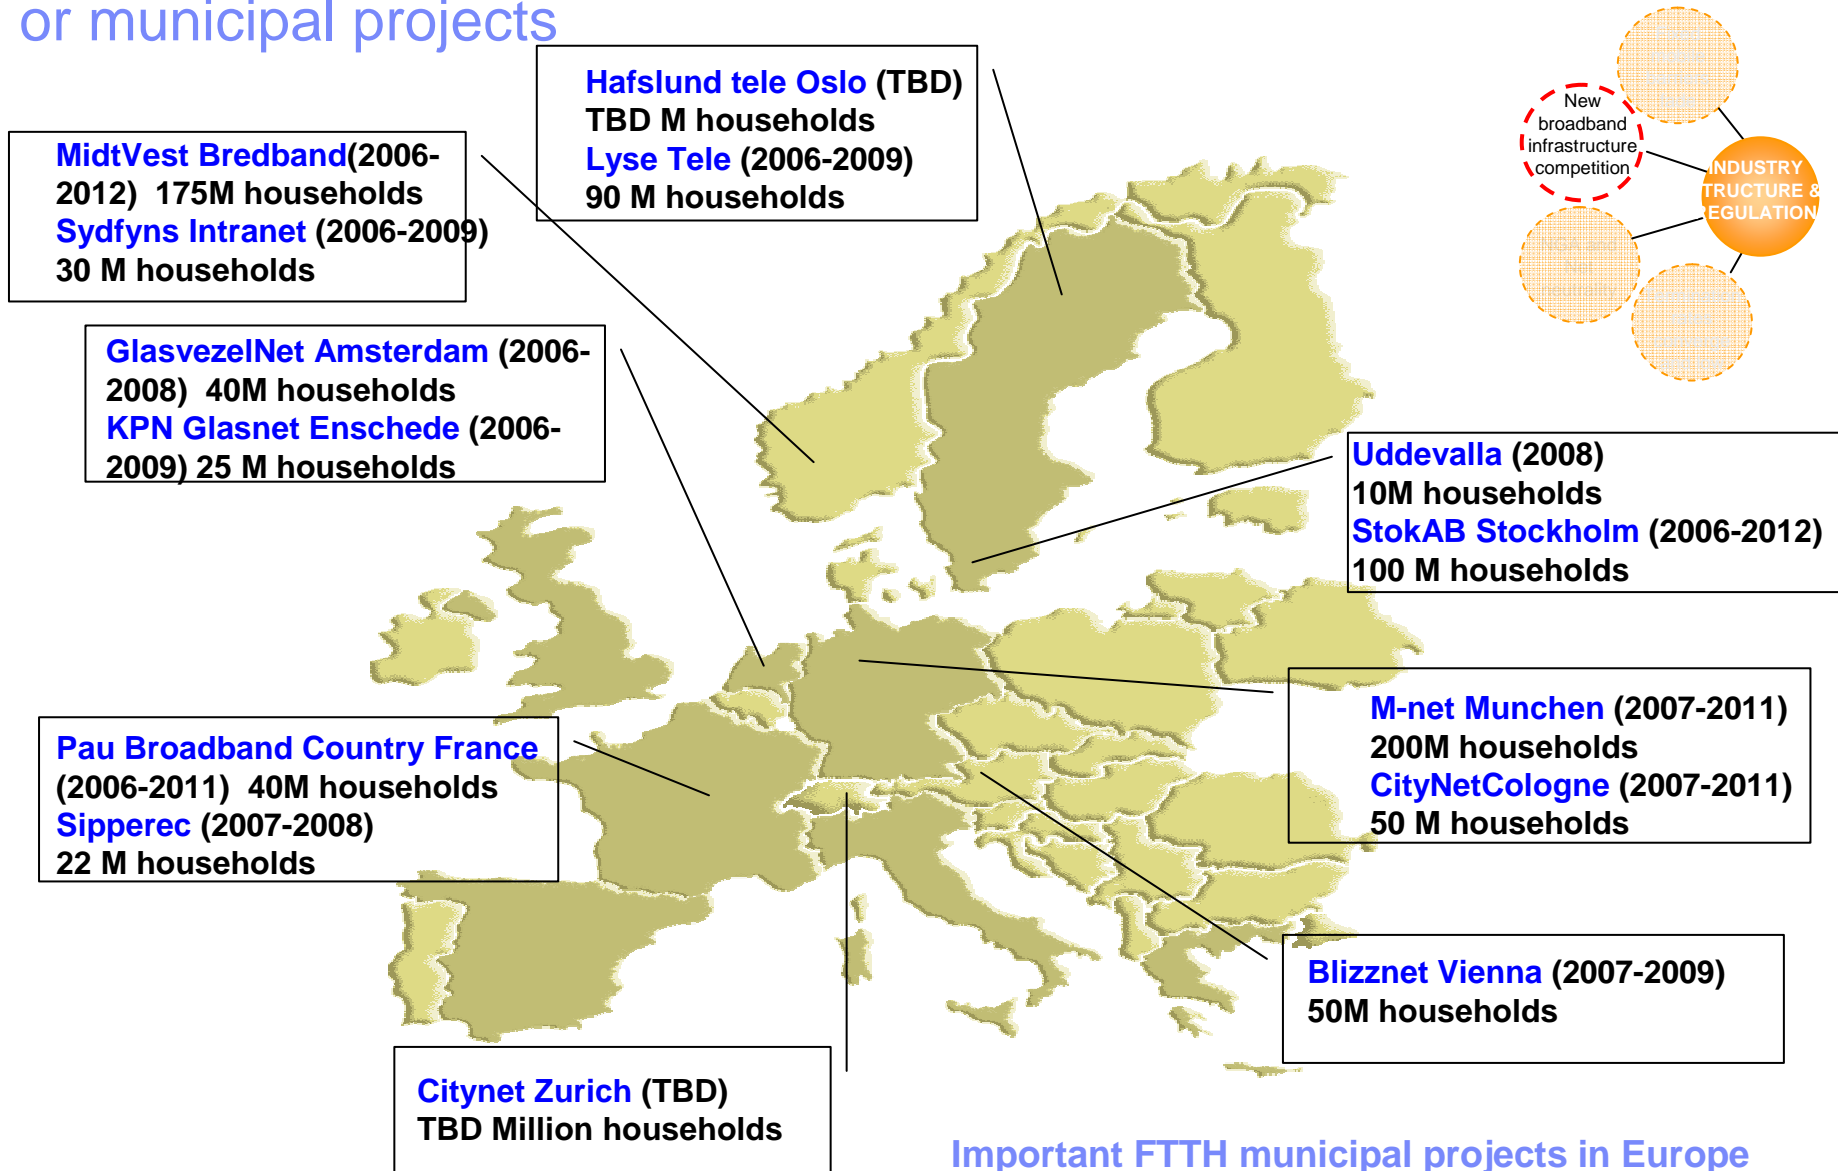 or municipal projects
Hafslund tele Oslo (TBD)
TBD M households
Lyse Tele (2006-2009)
90 M households
MidtVest Bredband(2006-
2012) 175M households
Sydfyns Intranet (2006-2009)
30 M households
New
broadband
infrastructure
competition
INDUSTRY
TRUCTURE &
EGULATION
GlasvezelNet Amsterdam (2006-
2008) 40M households
KPN Glasnet Enschede (2006-
2009) 25 M households
Uddevalla (2008)
10M households
StokAB Stockholm (2006-2012)
100 M households
M-net Munchen (2007-2011)
200M households
CityNetCologne (2007-2011)
50 M households
Pau Broadband Country France
(2006-2011) 40M households
Sipperec (2007-2008)
22 M households
Blizznet Vienna (2007-2009)
50M households
Citynet Zurich (TBD)
TBD Million households
Important FTTH municipal projects in Europe